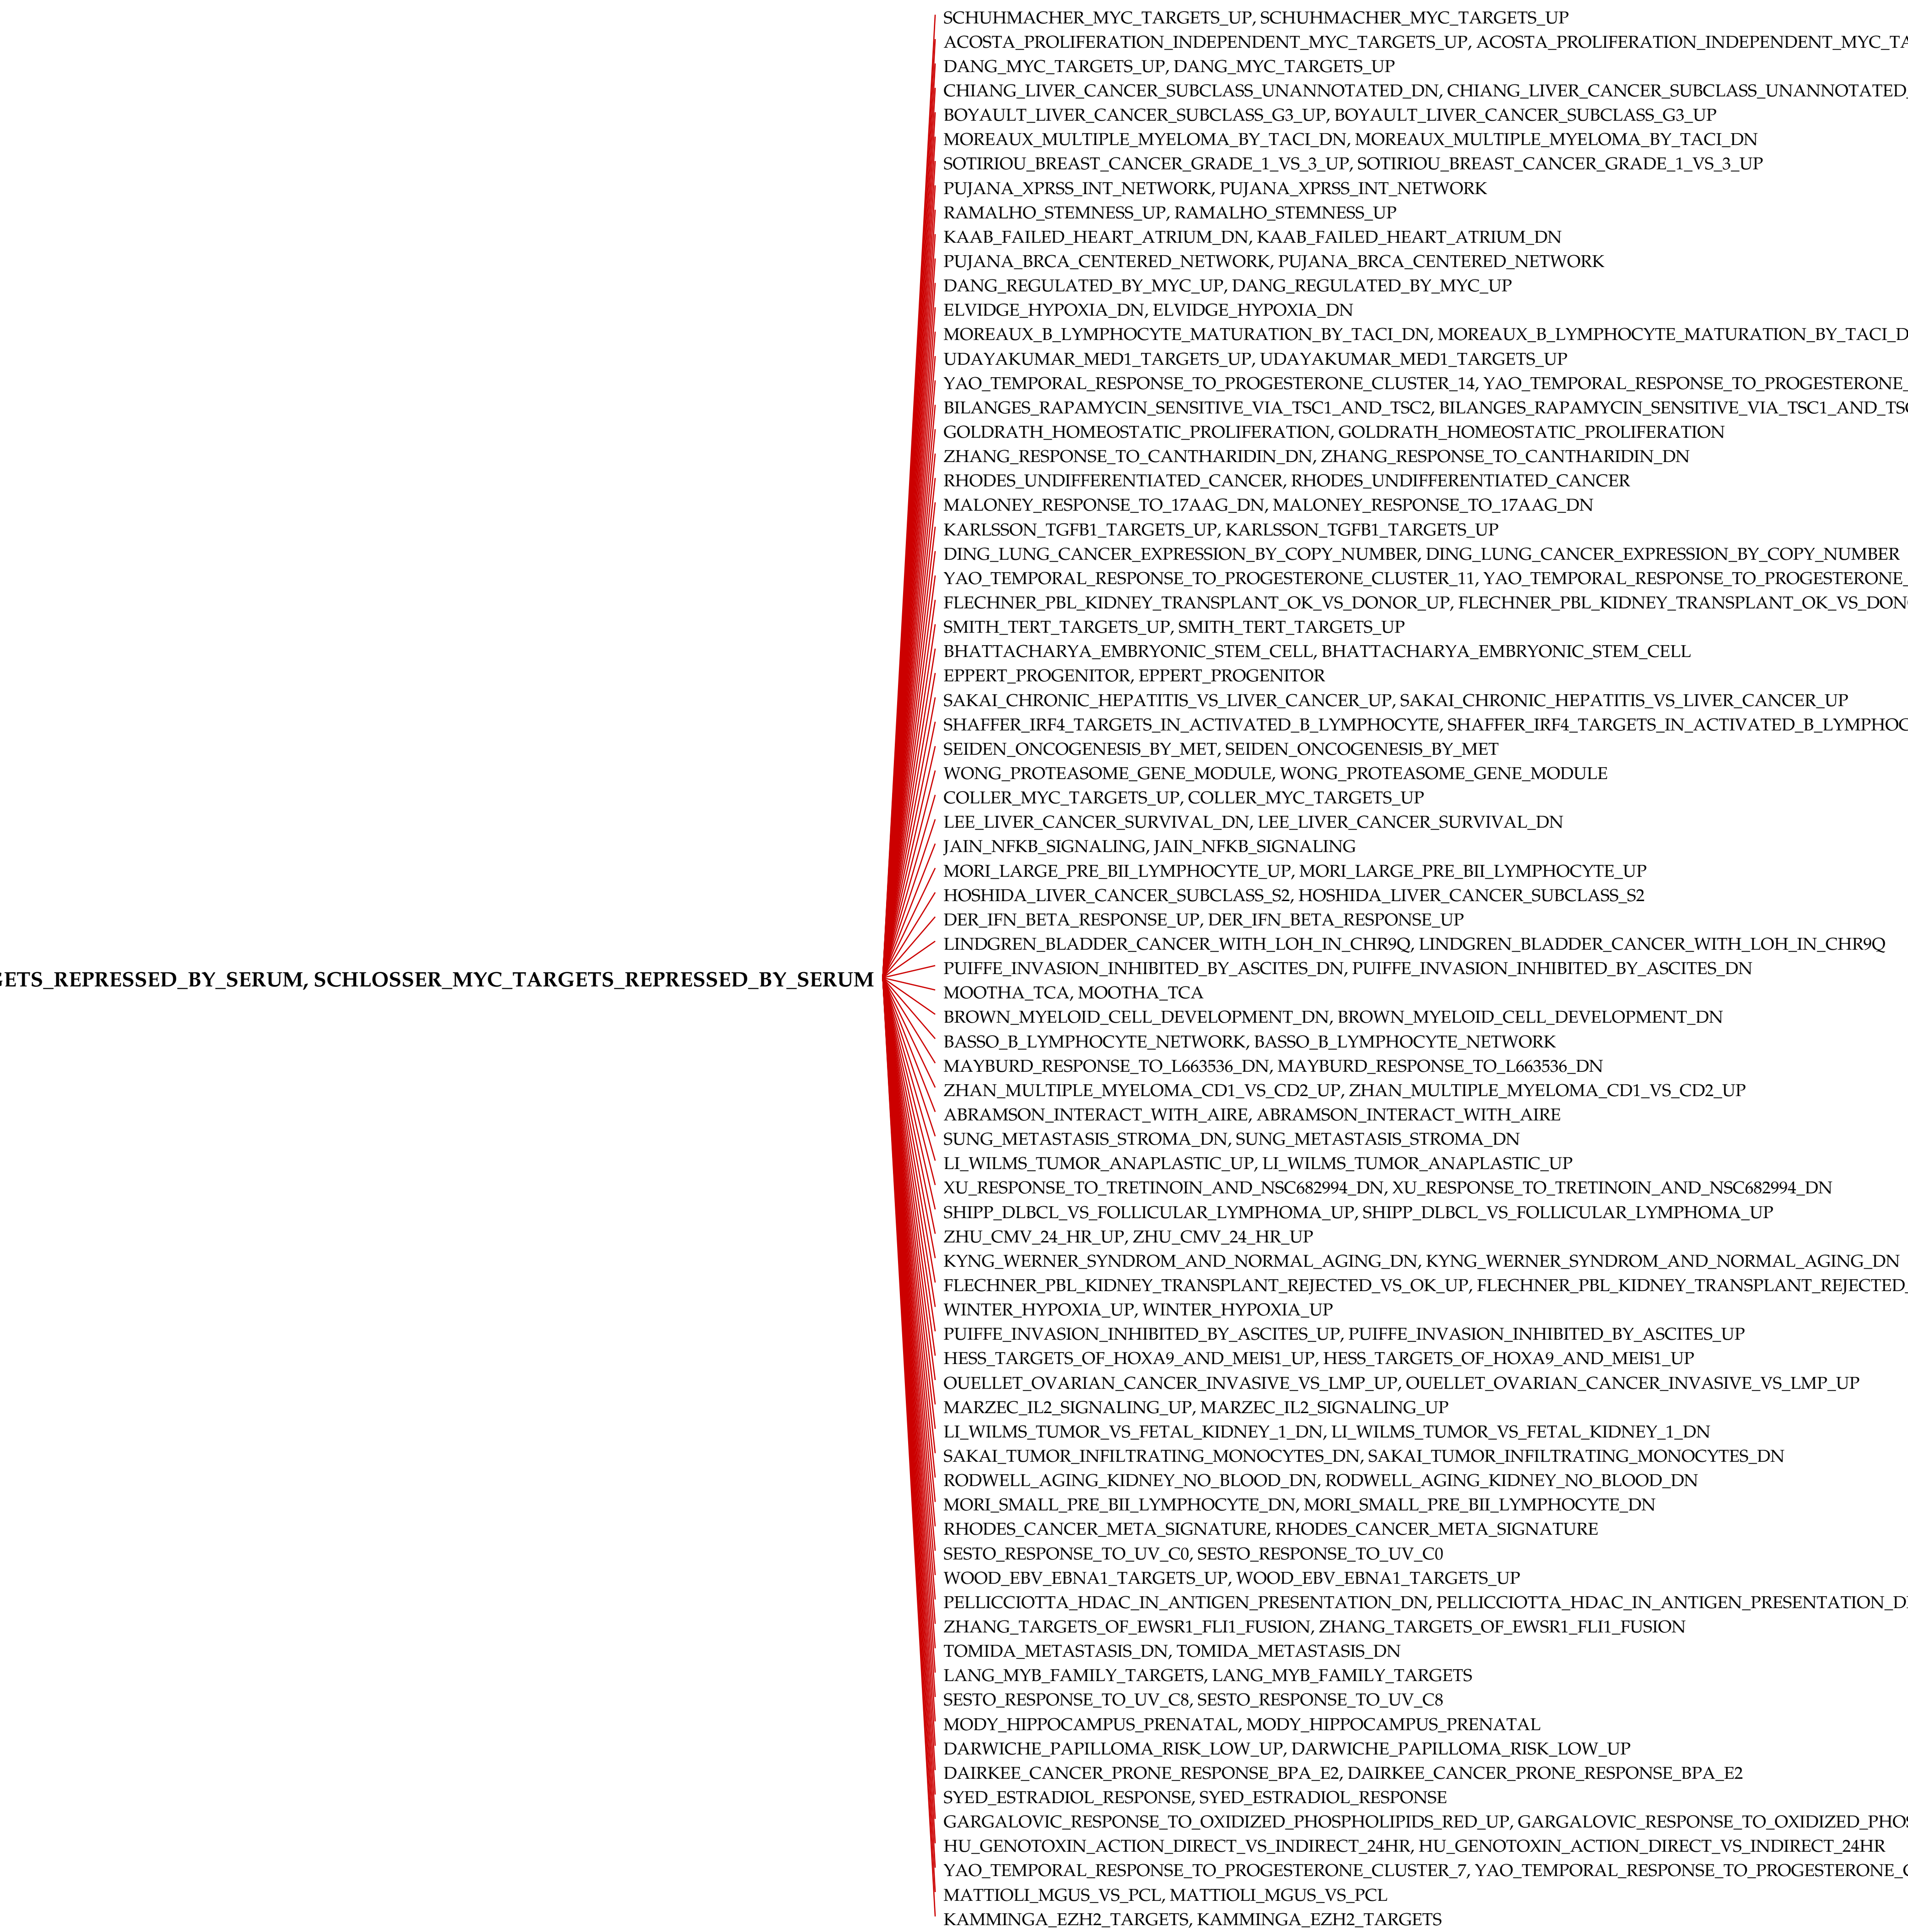 SCHUHMACHER_MYC_TARGETS_UP, SCHUHMACHER_MYC_TARGETS_UP
ACOSTA_PROLIFERATION_INDEPENDENT_MYC_TARGETS_UP, ACOSTA_PROLIFERATION_INDEPENDENT_MYC_TA
DANG_MYC_TARGETS_UP, DANG_MYC_TARGETS_UP
CHIANG_LIVER_CANCER_SUBCLASS_UNANNOTATED_DN, CHIANG_LIVER_CANCER_SUBCLASS_UNANNOTATED_
BOYAULT_LIVER_CANCER_SUBCLASS_G3_UP, BOYAULT_LIVER_CANCER_SUBCLASS_G3_UP
MOREAUX_MULTIPLE_MYELOMA_BY_TACI_DN, MOREAUX_MULTIPLE_MYELOMA_BY_TACI_DN
SOTIRIOU_BREAST_CANCER_GRADE_1_VS_3_UP, SOTIRIOU_BREAST_CANCER_GRADE_1_VS_3_UP
PUJANA_XPRSS_INT_NETWORK, PUJANA_XPRSS_INT_NETWORK
RAMALHO_STEMNESS_UP, RAMALHO_STEMNESS_UP
KAAB_FAILED_HEART_ATRIUM_DN, KAAB_FAILED_HEART_ATRIUM_DN
PUJANA_BRCA_CENTERED_NETWORK, PUJANA_BRCA_CENTERED_NETWORK
DANG_REGULATED_BY_MYC_UP, DANG_REGULATED_BY_MYC_UP
ELVIDGE_HYPOXIA_DN, ELVIDGE_HYPOXIA_DN
MOREAUX_B_LYMPHOCYTE_MATURATION_BY_TACI_DN, MOREAUX_B_LYMPHOCYTE_MATURATION_BY_TACI_D
UDAYAKUMAR_MED1_TARGETS_UP, UDAYAKUMAR_MED1_TARGETS_UP
YAO_TEMPORAL_RESPONSE_TO_PROGESTERONE_CLUSTER_14, YAO_TEMPORAL_RESPONSE_TO_PROGESTERONE_
BILANGES_RAPAMYCIN_SENSITIVE_VIA_TSC1_AND_TSC2, BILANGES_RAPAMYCIN_SENSITIVE_VIA_TSC1_AND_TSC
GOLDRATH_HOMEOSTATIC_PROLIFERATION, GOLDRATH_HOMEOSTATIC_PROLIFERATION
ZHANG_RESPONSE_TO_CANTHARIDIN_DN, ZHANG_RESPONSE_TO_CANTHARIDIN_DN
RHODES_UNDIFFERENTIATED_CANCER, RHODES_UNDIFFERENTIATED_CANCER
MALONEY_RESPONSE_TO_17AAG_DN, MALONEY_RESPONSE_TO_17AAG_DN
KARLSSON_TGFB1_TARGETS_UP, KARLSSON_TGFB1_TARGETS_UP
DING_LUNG_CANCER_EXPRESSION_BY_COPY_NUMBER, DING_LUNG_CANCER_EXPRESSION_BY_COPY_NUMBER
YAO_TEMPORAL_RESPONSE_TO_PROGESTERONE_CLUSTER_11, YAO_TEMPORAL_RESPONSE_TO_PROGESTERONE_
FLECHNER_PBL_KIDNEY_TRANSPLANT_OK_VS_DONOR_UP, FLECHNER_PBL_KIDNEY_TRANSPLANT_OK_VS_DON
SMITH_TERT_TARGETS_UP, SMITH_TERT_TARGETS_UP
BHATTACHARYA_EMBRYONIC_STEM_CELL, BHATTACHARYA_EMBRYONIC_STEM_CELL
EPPERT_PROGENITOR, EPPERT_PROGENITOR
SAKAI_CHRONIC_HEPATITIS_VS_LIVER_CANCER_UP, SAKAI_CHRONIC_HEPATITIS_VS_LIVER_CANCER_UP
SHAFFER_IRF4_TARGETS_IN_ACTIVATED_B_LYMPHOCYTE, SHAFFER_IRF4_TARGETS_IN_ACTIVATED_B_LYMPHOC
SEIDEN_ONCOGENESIS_BY_MET, SEIDEN_ONCOGENESIS_BY_MET
WONG_PROTEASOME_GENE_MODULE, WONG_PROTEASOME_GENE_MODULE
COLLER_MYC_TARGETS_UP, COLLER_MYC_TARGETS_UP
LEE_LIVER_CANCER_SURVIVAL_DN, LEE_LIVER_CANCER_SURVIVAL_DN
JAIN_NFKB_SIGNALING, JAIN_NFKB_SIGNALING
MORI_LARGE_PRE_BII_LYMPHOCYTE_UP, MORI_LARGE_PRE_BII_LYMPHOCYTE_UP
HOSHIDA_LIVER_CANCER_SUBCLASS_S2, HOSHIDA_LIVER_CANCER_SUBCLASS_S2
DER_IFN_BETA_RESPONSE_UP, DER_IFN_BETA_RESPONSE_UP
LINDGREN_BLADDER_CANCER_WITH_LOH_IN_CHR9Q, LINDGREN_BLADDER_CANCER_WITH_LOH_IN_CHR9Q
PUIFFE_INVASION_INHIBITED_BY_ASCITES_DN, PUIFFE_INVASION_INHIBITED_BY_ASCITES_DN
GETS_REPRESSED_BY_SERUM, SCHLOSSER_MYC_TARGETS_REPRESSED_BY_SERUM
MOOTHA_TCA, MOOTHA_TCA
BROWN_MYELOID_CELL_DEVELOPMENT_DN, BROWN_MYELOID_CELL_DEVELOPMENT_DN
BASSO_B_LYMPHOCYTE_NETWORK, BASSO_B_LYMPHOCYTE_NETWORK
MAYBURD_RESPONSE_TO_L663536_DN, MAYBURD_RESPONSE_TO_L663536_DN
ZHAN_MULTIPLE_MYELOMA_CD1_VS_CD2_UP, ZHAN_MULTIPLE_MYELOMA_CD1_VS_CD2_UP
ABRAMSON_INTERACT_WITH_AIRE, ABRAMSON_INTERACT_WITH_AIRE
SUNG_METASTASIS_STROMA_DN, SUNG_METASTASIS_STROMA_DN
LI_WILMS_TUMOR_ANAPLASTIC_UP, LI_WILMS_TUMOR_ANAPLASTIC_UP
XU_RESPONSE_TO_TRETINOIN_AND_NSC682994_DN, XU_RESPONSE_TO_TRETINOIN_AND_NSC682994_DN
SHIPP_DLBCL_VS_FOLLICULAR_LYMPHOMA_UP, SHIPP_DLBCL_VS_FOLLICULAR_LYMPHOMA_UP
ZHU_CMV_24_HR_UP, ZHU_CMV_24_HR_UP
KYNG_WERNER_SYNDROM_AND_NORMAL_AGING_DN, KYNG_WERNER_SYNDROM_AND_NORMAL_AGING_DN
FLECHNER_PBL_KIDNEY_TRANSPLANT_REJECTED_VS_OK_UP, FLECHNER_PBL_KIDNEY_TRANSPLANT_REJECTED_
WINTER_HYPOXIA_UP, WINTER_HYPOXIA_UP
PUIFFE_INVASION_INHIBITED_BY_ASCITES_UP, PUIFFE_INVASION_INHIBITED_BY_ASCITES_UP
HESS_TARGETS_OF_HOXA9_AND_MEIS1_UP, HESS_TARGETS_OF_HOXA9_AND_MEIS1_UP
OUELLET_OVARIAN_CANCER_INVASIVE_VS_LMP_UP, OUELLET_OVARIAN_CANCER_INVASIVE_VS_LMP_UP
MARZEC_IL2_SIGNALING_UP, MARZEC_IL2_SIGNALING_UP
LI_WILMS_TUMOR_VS_FETAL_KIDNEY_1_DN, LI_WILMS_TUMOR_VS_FETAL_KIDNEY_1_DN
SAKAI_TUMOR_INFILTRATING_MONOCYTES_DN, SAKAI_TUMOR_INFILTRATING_MONOCYTES_DN
RODWELL_AGING_KIDNEY_NO_BLOOD_DN, RODWELL_AGING_KIDNEY_NO_BLOOD_DN
MORI_SMALL_PRE_BII_LYMPHOCYTE_DN, MORI_SMALL_PRE_BII_LYMPHOCYTE_DN
RHODES_CANCER_META_SIGNATURE, RHODES_CANCER_META_SIGNATURE
SESTO_RESPONSE_TO_UV_C0, SESTO_RESPONSE_TO_UV_C0
WOOD_EBV_EBNA1_TARGETS_UP, WOOD_EBV_EBNA1_TARGETS_UP
PELLICCIOTTA_HDAC_IN_ANTIGEN_PRESENTATION_DN, PELLICCIOTTA_HDAC_IN_ANTIGEN_PRESENTATION_D
ZHANG_TARGETS_OF_EWSR1_FLI1_FUSION, ZHANG_TARGETS_OF_EWSR1_FLI1_FUSION
TOMIDA_METASTASIS_DN, TOMIDA_METASTASIS_DN
LANG_MYB_FAMILY_TARGETS, LANG_MYB_FAMILY_TARGETS
SESTO_RESPONSE_TO_UV_C8, SESTO_RESPONSE_TO_UV_C8
MODY_HIPPOCAMPUS_PRENATAL, MODY_HIPPOCAMPUS_PRENATAL
DARWICHE_PAPILLOMA_RISK_LOW_UP, DARWICHE_PAPILLOMA_RISK_LOW_UP
DAIRKEE_CANCER_PRONE_RESPONSE_BPA_E2, DAIRKEE_CANCER_PRONE_RESPONSE_BPA_E2
SYED_ESTRADIOL_RESPONSE, SYED_ESTRADIOL_RESPONSE
GARGALOVIC_RESPONSE_TO_OXIDIZED_PHOSPHOLIPIDS_RED_UP, GARGALOVIC_RESPONSE_TO_OXIDIZED_PHOS
HU_GENOTOXIN_ACTION_DIRECT_VS_INDIRECT_24HR, HU_GENOTOXIN_ACTION_DIRECT_VS_INDIRECT_24HR
YAO_TEMPORAL_RESPONSE_TO_PROGESTERONE_CLUSTER_7, YAO_TEMPORAL_RESPONSE_TO_PROGESTERONE_C
MATTIOLI_MGUS_VS_PCL, MATTIOLI_MGUS_VS_PCL
KAMMINGA_EZH2_TARGETS, KAMMINGA_EZH2_TARGETS